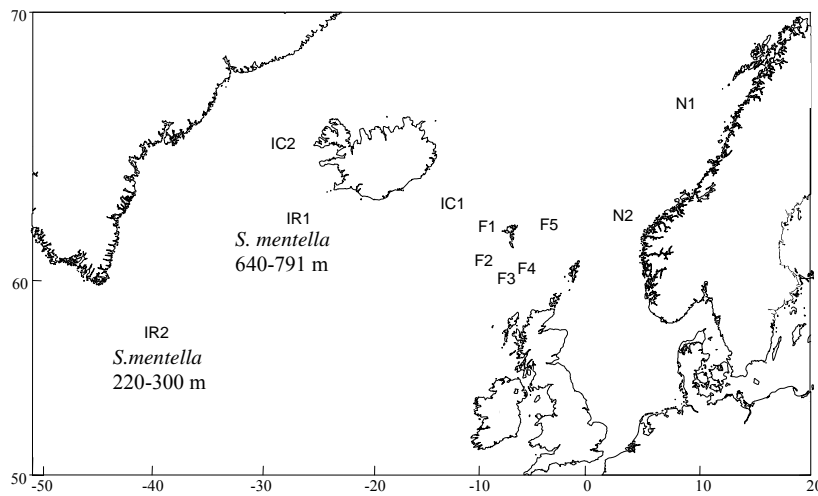 70
N1
IC2
IC1
IR1
F1
F5
N2
S. mentella
640-791 m
F2
F4
F3
60
IR2
S.mentella
220-300 m
50
-50 -40 -30 -20 -10 0 10 20